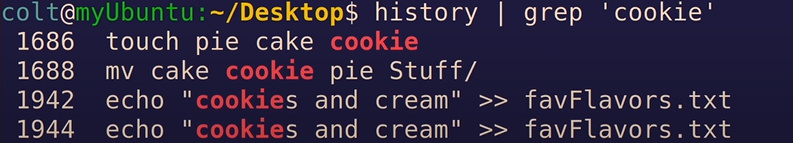 colt@myUbuntu:~/Desktop$ history | grep 'cookie'
1686 touch pie cake cookie
1688 mv cake cookie pie Stuff/
1942 echo "cookies and cream" >> favFlavors.txt
1944 echo "cookies and cream" >> favFlavors.txt